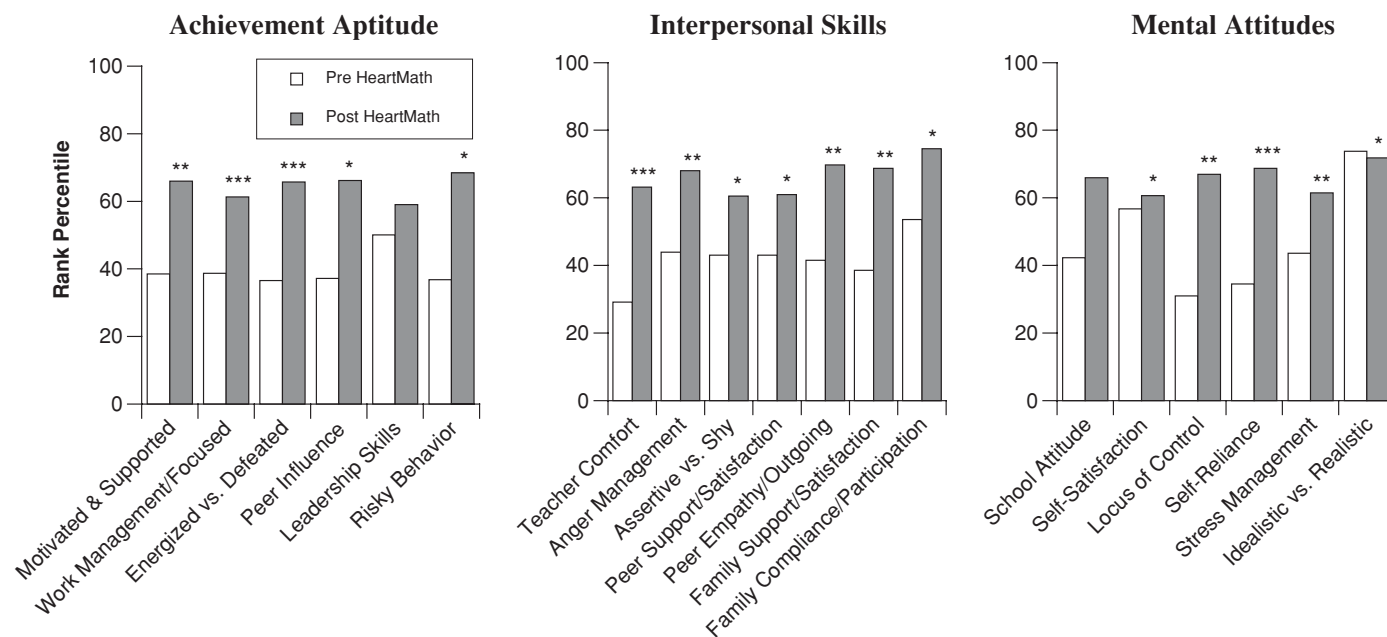 Achievement Aptitude
Rank Percentile
100
80
60
40
20
0
Pre HeartMath
Post HeartMath
**
***
***
*
*
Motivated & Supported
Work Management/Focused
Energized vs. Defeated
Peer Influence
Leadership Skills
Risky Behavior
Interpersonal Skills
100
80
60
40
20
0
***
**
*
*
**
**
*
Teacher Comfort
Anger Management
Assertive vs. Shy
Peer Support/Satisfaction
Peer Empathy/Outgoing
Family Support/Satisfaction
Family Compliance/Participation
Mental Attitudes
100
80
60
40
20
0
*
**
***
**
*
School Attitude
Self-Satisfaction
Locus of Control
Self-Reliance
Stress Management
Idealistic vs. Realistic